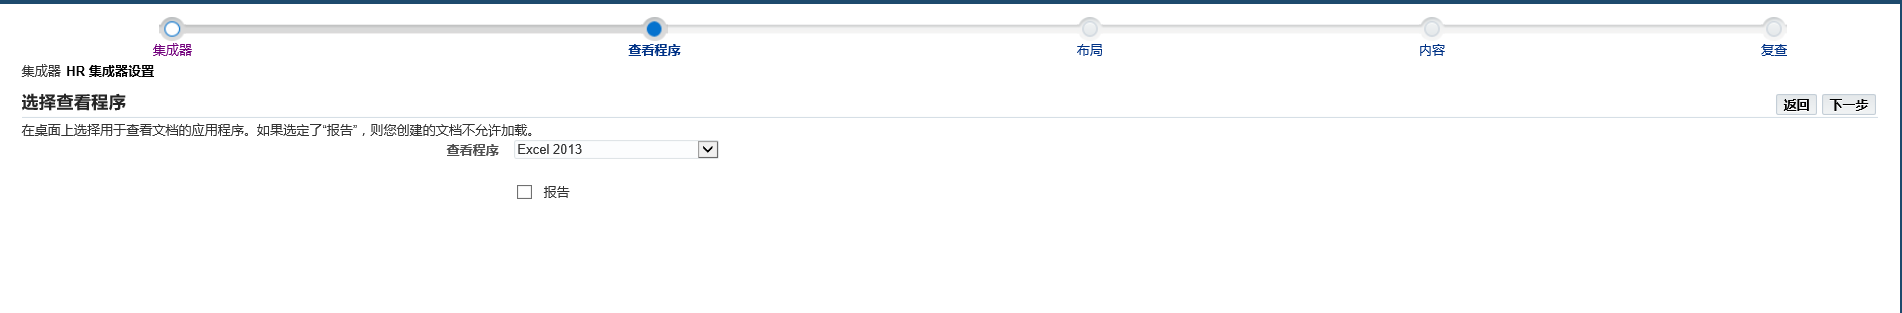 集成器 查看程序 布局 内容 复查
集成器 HR 集成器设置
选择查看程序 返回 下一步
在桌面上选择用于查看文档的应用程序。如果选定了“报告”，则您创建的文档不允许加载。
查看程序 Excel 2013
报告